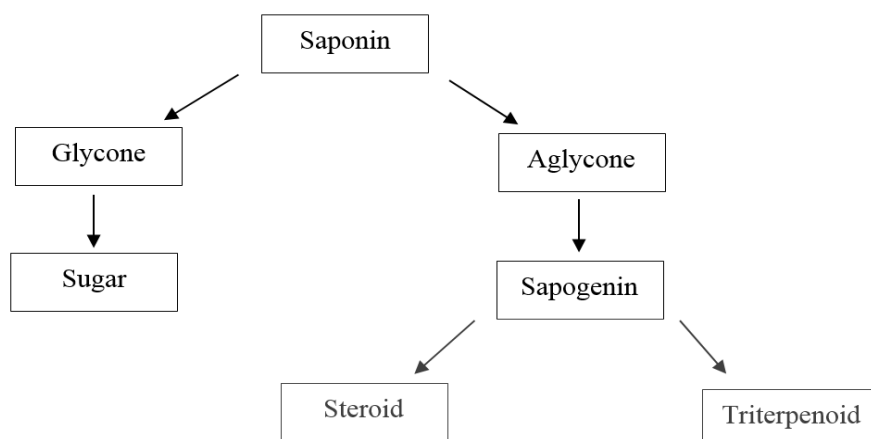 Saponin
Glycone
Aglycone
Sugar
Sapogenin
Steroid
Triterpenoid